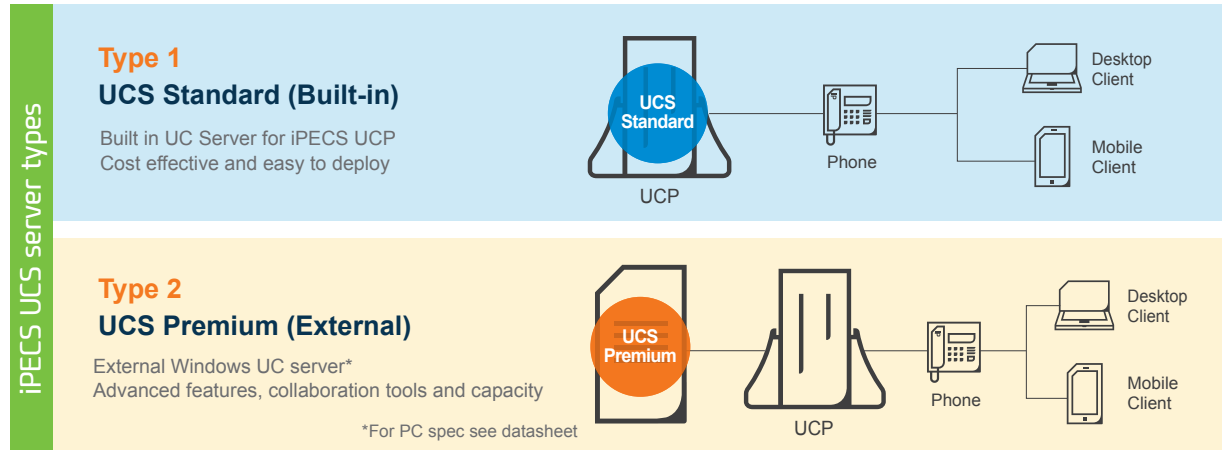 iPECS UCS server types
Type 1
UCS Standard (Built-in)
Built in UC Server for iPECS UCP
Cost effective and easy to deploy
UCS
Standard
UCP
Phone
Desktop
Client
Mobile
Client
Type 2
UCS Premium (External)
External Windows UC server*
Advanced features, collaboration tools and capacity
*For PC spec see datasheet
UCS
Premium
UCP
Phone
Desktop
Client
Mobile
Client